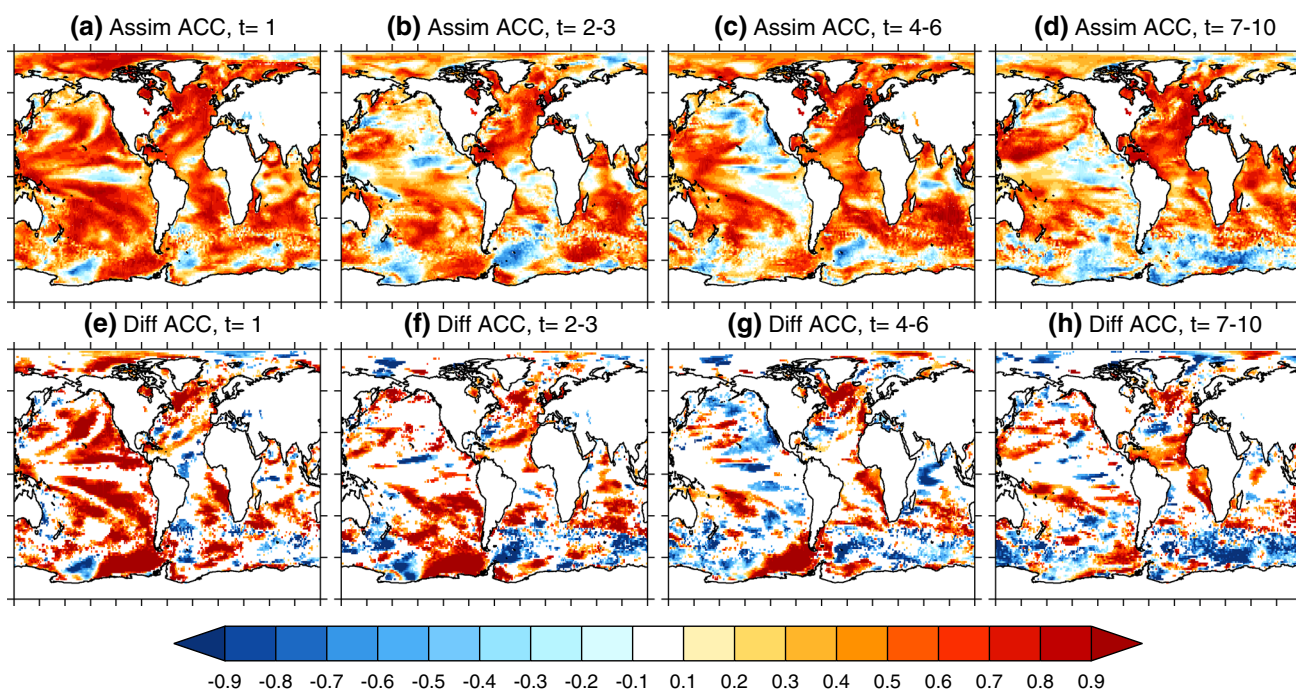 (a) Assim ACC, t= 1
(b) Assim ACC, t= 2-3
(c) Assim ACC, t= 4-6
(d) Assim ACC, t= 7-10
(e) Diff ACC, t= 1
(f) Diff ACC, t= 2-3
(g) Diff ACC, t= 4-6
(h) Diff ACC, t= 7-10
-0.9 -0.8 -0.7 -0.6 -0.5 -0.4 -0.3 -0.2 -0.1 0.1 0.2 0.3 0.4 0.5 0.6 0.7 0.8 0.9